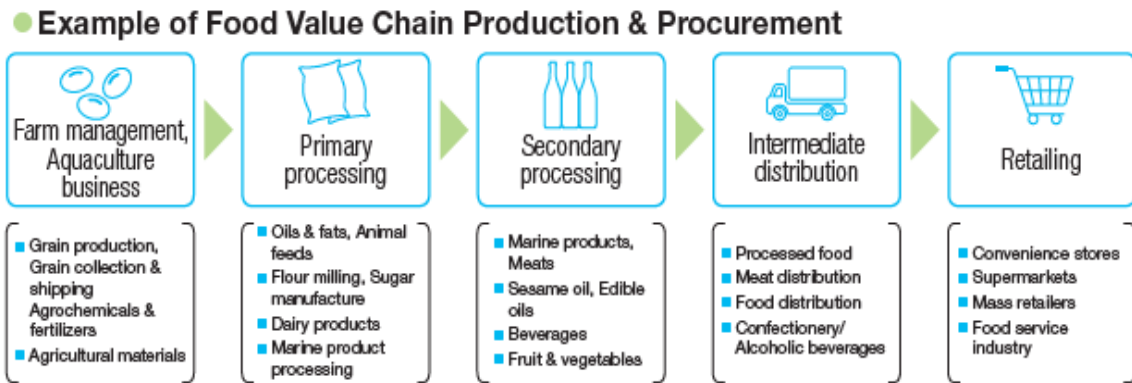 Example of Food Value Chain Production & Procurement
Farm management,
Aquaculture
business
Primary
processing
Secondary
processing
Intermediate
distribution
Retailing
Grain production,
Grain collection &
shipping
Agrochemicals &
fertilizers
Agricultural materials
Oils & fats, Animal
feeds
Flour milling, Sugar
manufacture
Dairy products
Marine product
processing
Marine products,
Meats
Sesame oil, Edible
oils
Beverages
Fruit & vegetables
Processed food
Meat distribution
Food distribution
Confectionery/
Alcoholic beverages
Convenience stores
Supermarkets
Mass retailers
Food service
industry